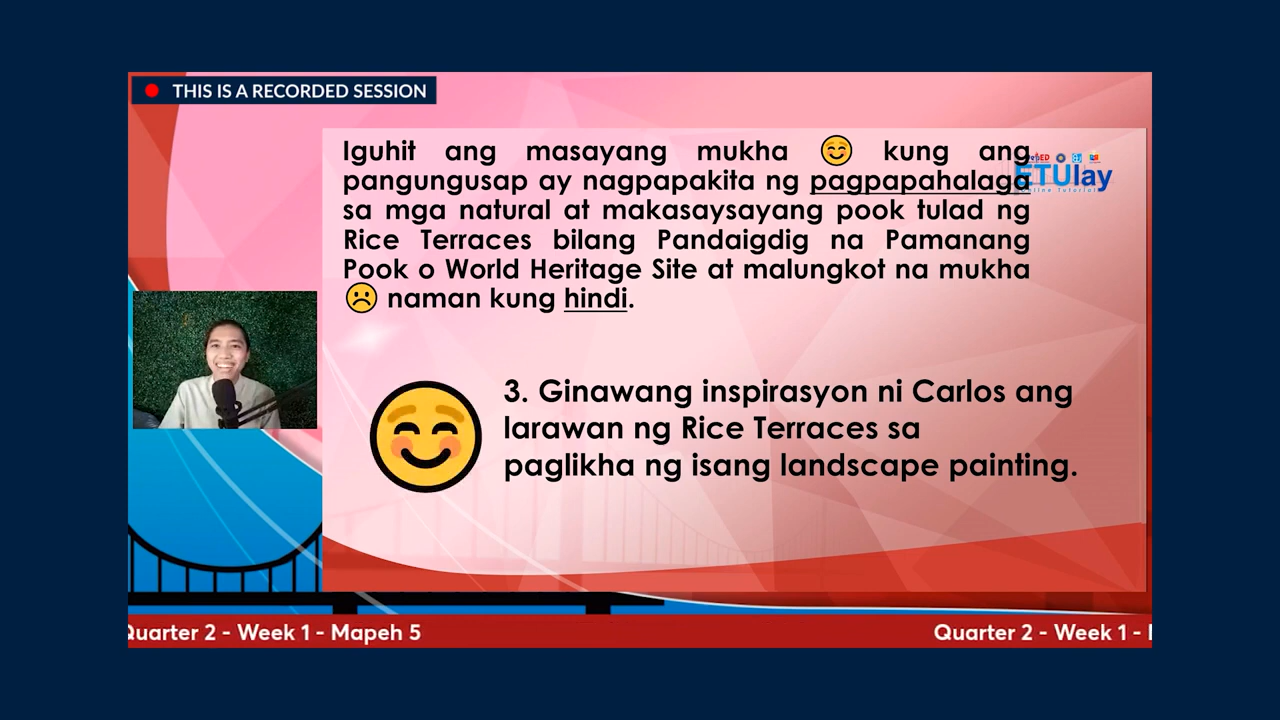 THIS IS A RECORDED SESSION
Iguhit ang masayang mukha 😊 kung ang
pangungusap ay nagpapakita ng pagpapahalaga
sa mga natural at makasaysayang pook tulad ng
Rice Terraces bilang Pandaigdig na Pamanang
Pook o World Heritage Site at malungkot na mukha
☹️ naman kung hindi.
ETUlay
3. Ginawang inspirasyon ni Carlos ang
larawan ng Rice Terraces sa
paglikha ng isang landscape painting.
Quarter 2 - Week 1 - Mapeh 5
Quarter 2 - Week 1 -